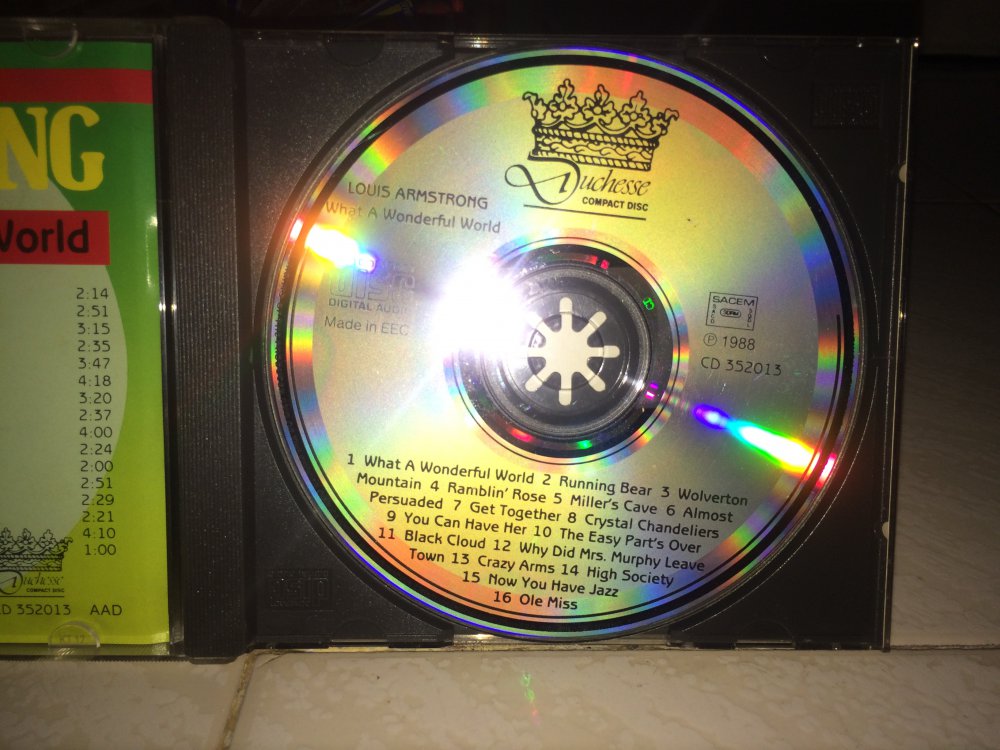 NG
World
2:14
2:51
3:15
2:35
3:47
4:18
3:20
2:37
4:00
2:24
2:00
2:51
2:29
2:21
4:10
1:00
Duchesse
COMPACT DISC
CD 352013 AAD
Duchesse
COMPACT DISC
LOUIS ARMSTRONG
What A Wonderful World
DIGITAL AUDIO
Made in EEC
SACEM
℗ 1988
CD 352013
1 What A Wonderful World 2 Running Bear 3 Wolverton
Mountain 4 Ramblin' Rose 5 Miller's Cave 6 Almost
Persuaded 7 Get Together 8 Crystal Chandeliers
9 You Can Have Her 10 The Easy Part's Over
11 Black Cloud 12 Why Did Mrs. Murphy Leave
Town 13 Crazy Arms 14 High Society
15 Now You Have Jazz
16 Ole Miss